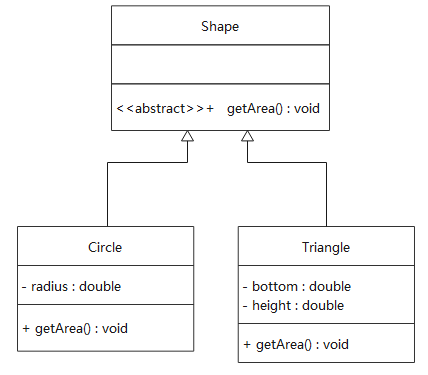 Shape
<<abstract>>+ getArea() : void
Circle
- radius : double
+ getArea() : void
Triangle
- bottom : double
- height : double
+ getArea() : void